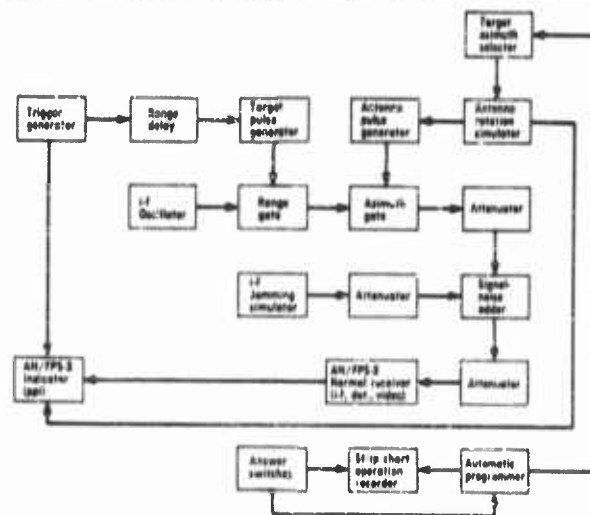 Target
azimuth
selector
Trigger
generator
Range
delay
Target
pulse
generator
Antenna
pulse
generator
Antenna
rotation
simulator
i-f
Oscillator
Range
gate
Azimuth
gate
Attenuator
i-f
Jamming
simulator
Attenuator
Signal-
noise
adder
AN/FPS-3
Indicator
(ppi)
AN/FPS-3
Normal receiver
(i-f, det., video)
Attenuator
Answer
switches
Strip chart
operation
recorder
Automatic
programmer